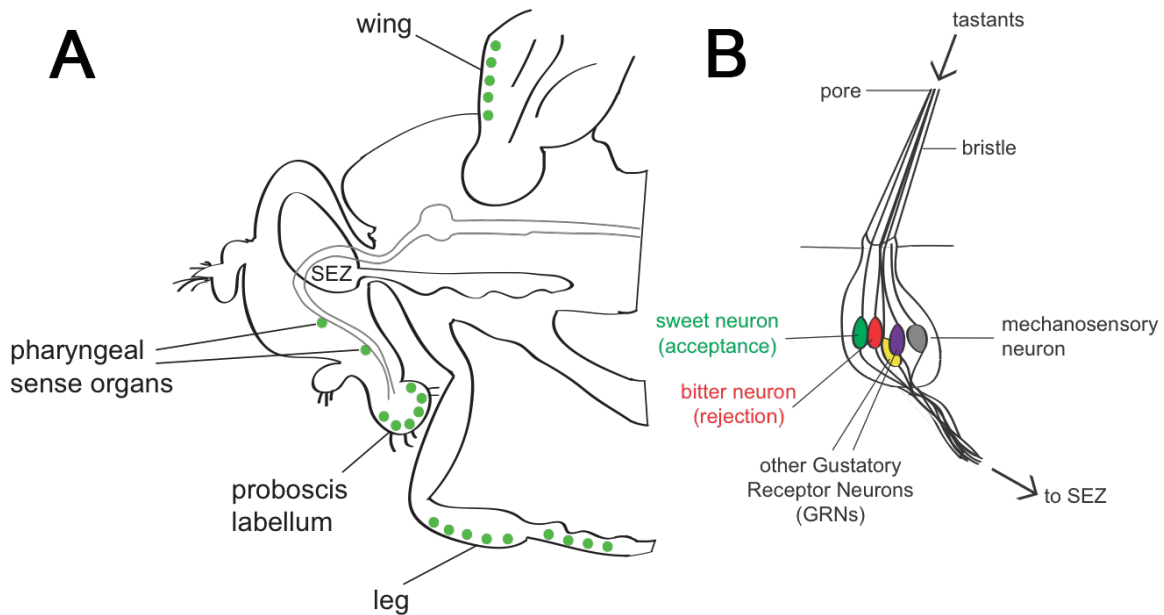 A
wing
SEZ
pharyngeal
sense organs
proboscis
labellum
leg
B
tastants
pore
bristle
sweet neuron
(acceptance)
mechanosensory
neuron
bitter neuron
(rejection)
other Gustatory
Receptor Neurons
(GRNs)
to SEZ